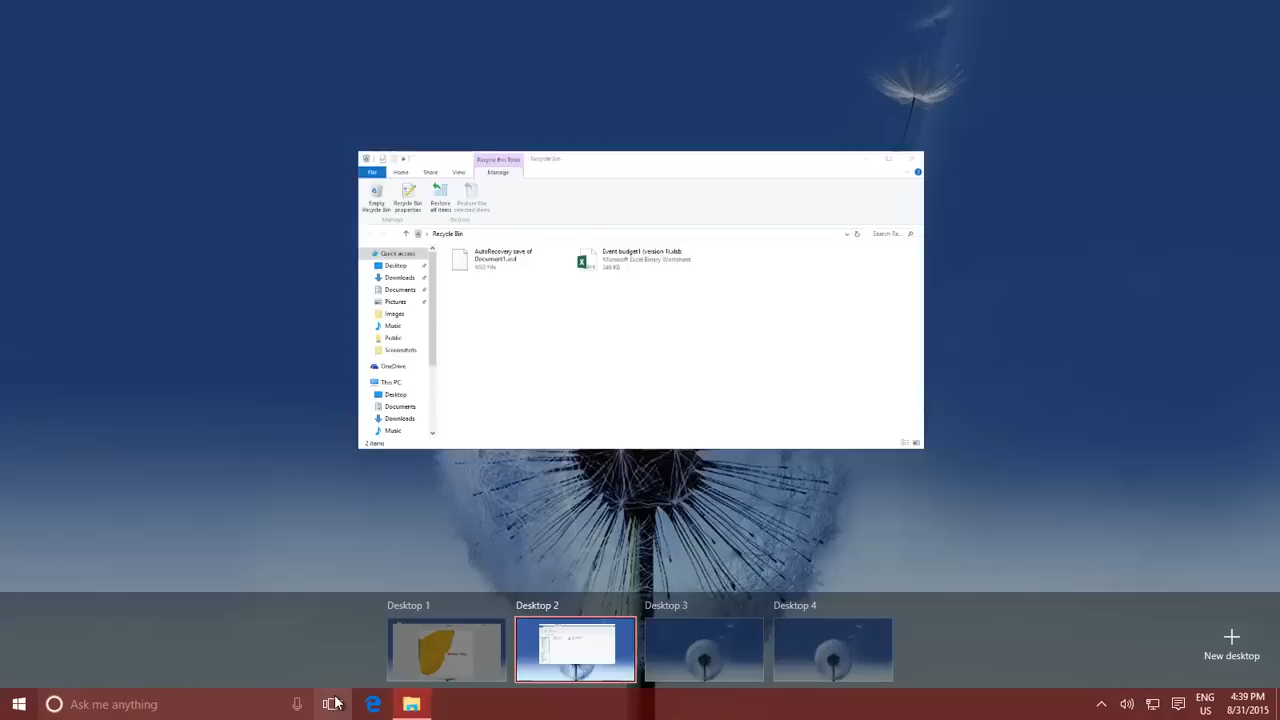 Recycle Bin Tools Recycle Bin
File Home Share View Manage
Empty Recycle Bin
Recycle Bin properties
Restore all items
Restore the selected items
Manage Restore
Recycle Bin
Search Re...
Quick access
Desktop
Downloads
Documents
Pictures
Images
Music
Public
Screenshots
OneDrive
This PC
Desktop
Documents
Downloads
Music
AutoRecovery save of
Document1.asd
ASD File
Event budget1 (version 1).xlsb
Microsoft Excel Binary Worksheet
349 KB
2 items
Desktop 1 Desktop 2 Desktop 3 Desktop 4
New desktop
Ask me anything
ENG
US
4:39 PM
8/31/2015